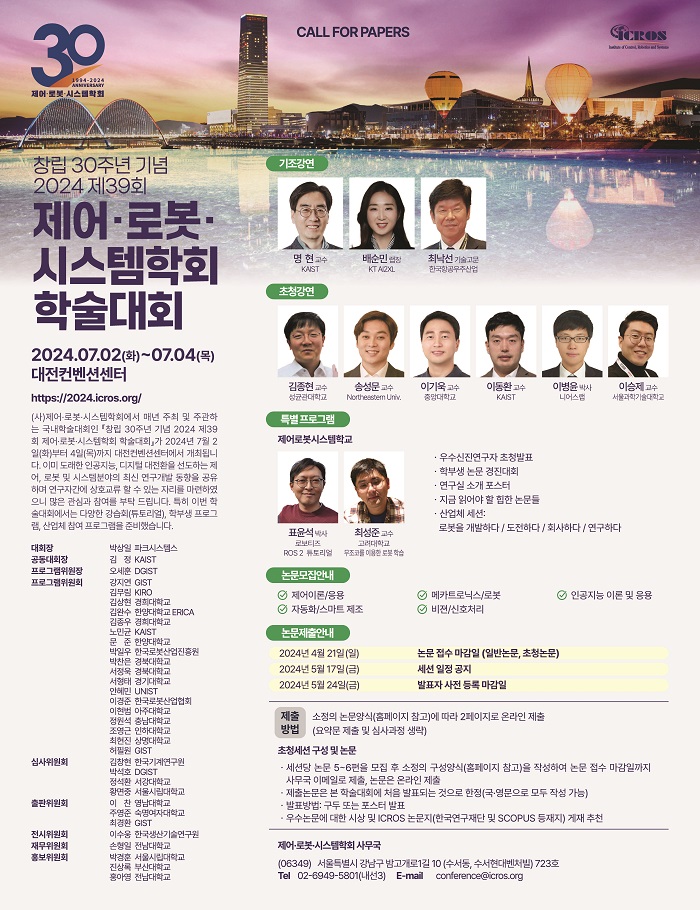 30
1994-2024
ANNIVERSARY
제어·로봇·시스템학회
CALL FOR PAPERS
ICROS
Institute of Control, Robotics and Systems
창립 30주년 기념
2024 제39회
제어·로봇·
시스템학회
학술대회
2024.07.02(화)~07.04(목)
대전컨벤션센터
https://2024.icros.org/
(사)제어·로봇·시스템학회에서 매년 주최 및 주관하
는 국내학술대회인 『창립 30주년 기념 2024 제39
회 제어·로봇·시스템학회 학술대회』가 2024년 7월 2
일(화)부터 4일(목)까지 대전컨벤션센터에서 개최됩니
다. 이미 도래한 인공지능, 디지털 대전환을 선도하는 제
어, 로봇 및 시스템분야의 최신 연구개발 동향을 공유
하며 연구자간에 상호교류 할 수 있는 자리를 마련하였
으니 많은 관심과 참여를 부탁 드립니다. 특히 이번 학
술대회에서는 다양한 강습회(튜토리얼), 학부생 프로그
램, 산업체 참여 프로그램을 준비했습니다.
대회장 박상일 파크시스템스
공동대회장 김 정 KAIST
프로그램위원장 오세훈 DGIST
프로그램위원회 강지연 GIST
김무림 KIRO
김상현 경희대학교
김완수 한양대학교 ERICA
김종우 경희대학교
노민균 KAIST
문 준 한양대학교
박일우 한국로봇산업진흥원
박찬은 경북대학교
서정욱 경북대학교
서형태 경기대학교
안혜민 UNIST
이경준 한국로봇산업협회
이현범 아주대학교
정원석 충남대학교
조영근 인하대학교
최현진 상명대학교
허필원 GIST
심사위원회 김창현 한국기계연구원
박석호 DGIST
정석환 서강대학교
황면중 서울시립대학교
출판위원회 이 찬 영남대학교
주영준 숙명여자대학교
최경환 GIST
전시위원회 이수웅 한국생산기술연구원
재무위원회 손형일 전남대학교
홍보위원회 박경훈 서울시립대학교
진상록 부산대학교
홍아영 전남대학교
기조강연
명 현 교수
KAIST
배순민 랩장
KT AI2XL
최낙선 기술고문
한국항공우주산업
초청강연
김종현 교수
성균관대학교
송성문 교수
Northeastern Univ.
이기욱 교수
중앙대학교
이동환 교수
KAIST
이병윤 박사
니어스랩
이승제 교수
서울과학기술대학교
특별 프로그램
제어로봇시스템학교
표윤석 박사
로보티즈
ROS 2 튜토리얼
최성준 교수
고려대학교
무조코를 이용한 로봇 학습
· 우수신진연구자 초청발표
· 학부생 논문 경진대회
· 연구실 소개 포스터
· 지금 읽어야 할 힙한 논문들
· 산업체 세션:
로봇을 개발하다 / 도전하다 / 회사하다 / 연구하다
논문모집안내
제어이론/응용
메카트로닉스/로봇
인공지능 이론 및 응용
자동화/스마트 제조
비젼/신호처리
논문제출안내
2024년 4월 21일(일) 논문 접수 마감일 (일반논문, 초청논문)
2024년 5월 17일(금) 세션 일정 공지
2024년 5월 24일(금) 발표자 사전 등록 마감일
제출
방법
소정의 논문양식(홈페이지 참고)에 따라 2페이지로 온라인 제출
(요약문 제출 및 심사과정 생략)
초청세션 구성 및 논문
· 세션당 논문 5~6편을 모집 후 소정의 구성양식(홈페이지 참고)을 작성하여 논문 접수 마감일까지
사무국 이메일로 제출, 논문은 온라인 제출
· 제출논문은 본 학술대회에 처음 발표되는 것으로 한정(국·영문으로 모두 작성 가능)
· 발표방법: 구두 또는 포스터 발표
· 우수논문에 대한 시상 및 ICROS 논문지(한국연구재단 및 SCOPUS 등재지) 게재 추천
제어·로봇·시스템학회 사무국
(06349) 서울특별시 강남구 밤고개로1길 10 (수서동, 수서현대벤처빌) 723호
Tel 02-6949-5801(내선3) E-mail conference@icros.org